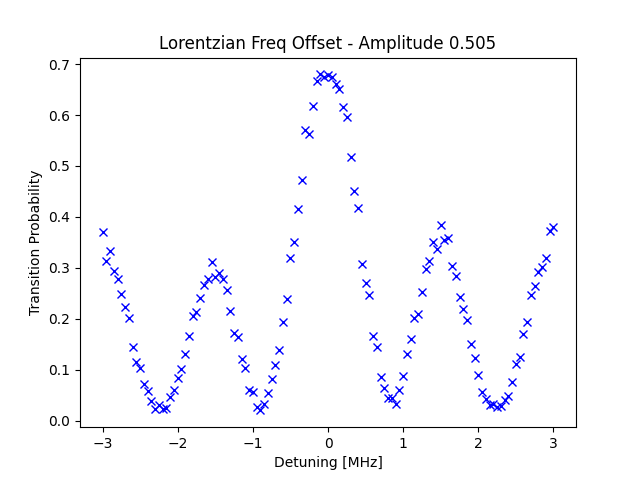 Lorentzian Freq Offset - Amplitude 0.505
Transition Probability
0.7
0.6
0.5
0.4
0.3
0.2
0.1
0.0
−3 −2 −1 0 1 2 3
Detuning [MHz]